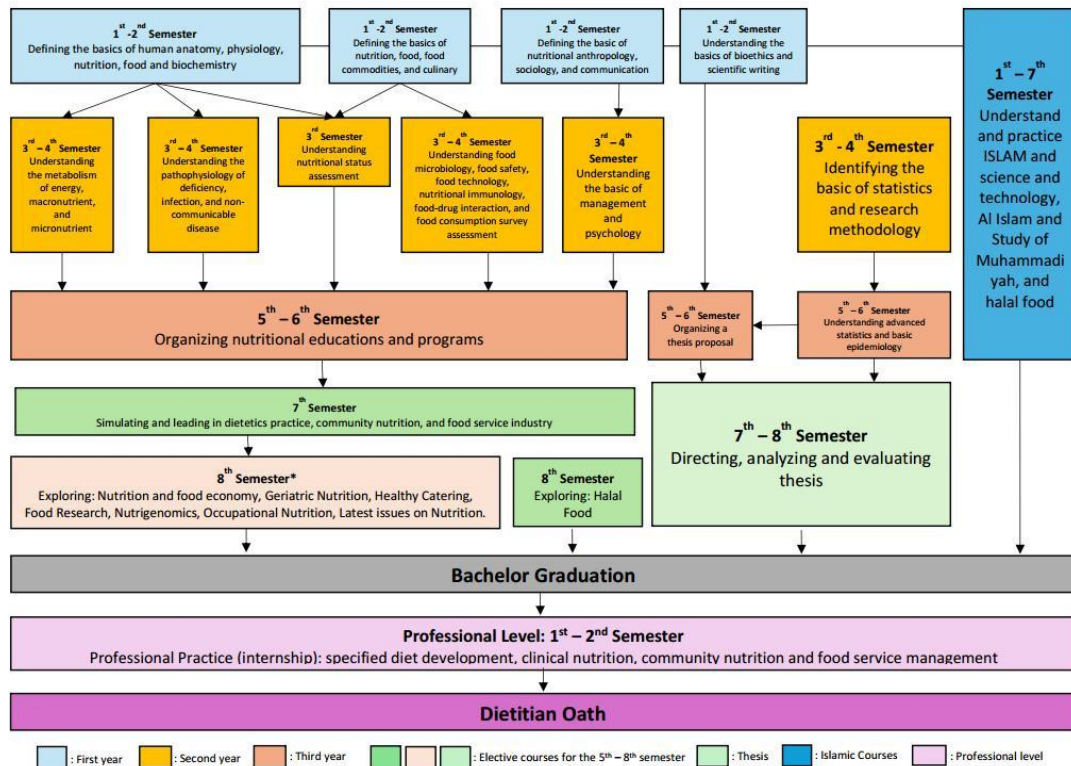 1st -2nd Semester
Defining the basics of human anatomy, physiology,
nutrition, food and biochemistry
1st -2nd Semester
Defining the basics of
nutrition, food, food
commodities, and culinary
1st -2nd Semester
Defining the basic of
nutritional anthropology,
sociology, and communication
1st -2nd Semester
Understanding the
basics of bioethics and
scientific writing
1st – 7th
Semester
Understand
and practice
ISLAM and
science and
technology,
Al Islam and
Study of
Muhammadi
yah, and
halal food
3rd – 4th Semester
Understanding
the metabolism
of energy,
macronutrient,
and
micronutrient
3rd – 4th Semester
Understanding the
pathophysiology of
deficiency,
infection, and non-
communicable
disease
3rd Semester
Understanding
nutritional status
assessment
3rd – 4th Semester
Understanding food
microbiology, food safety,
food technology,
nutritional immunology,
food-drug interaction, and
food consumption survey
assessment
3rd – 4th
Semester
Understanding
the basic of
management
and
psychology
3rd - 4th Semester
Identifying the
basic of statistics
and research
methodology
5th – 6th Semester
Organizing nutritional educations and programs
5th – 6th Semester
Organizing a
thesis proposal
5th – 6th Semester
Understanding advanced
statistics and basic
epidemiology
7th Semester
Simulating and leading in dietetics practice, community nutrition, and food service industry
7th – 8th Semester
Directing, analyzing and evaluating
thesis
8th Semester*
Exploring: Nutrition and food economy, Geriatric Nutrition, Healthy Catering,
Food Research, Nutrigenomics, Occupational Nutrition, Latest issues on Nutrition.
8th Semester
Exploring: Halal
Food
Bachelor Graduation
Professional Level: 1st – 2nd Semester
Professional Practice (internship): specified diet development, clinical nutrition, community nutrition and food service management
Dietitian Oath
: First year : Second year : Third year : Elective courses for the 5th – 8th semester : Thesis : Islamic Courses : Professional level